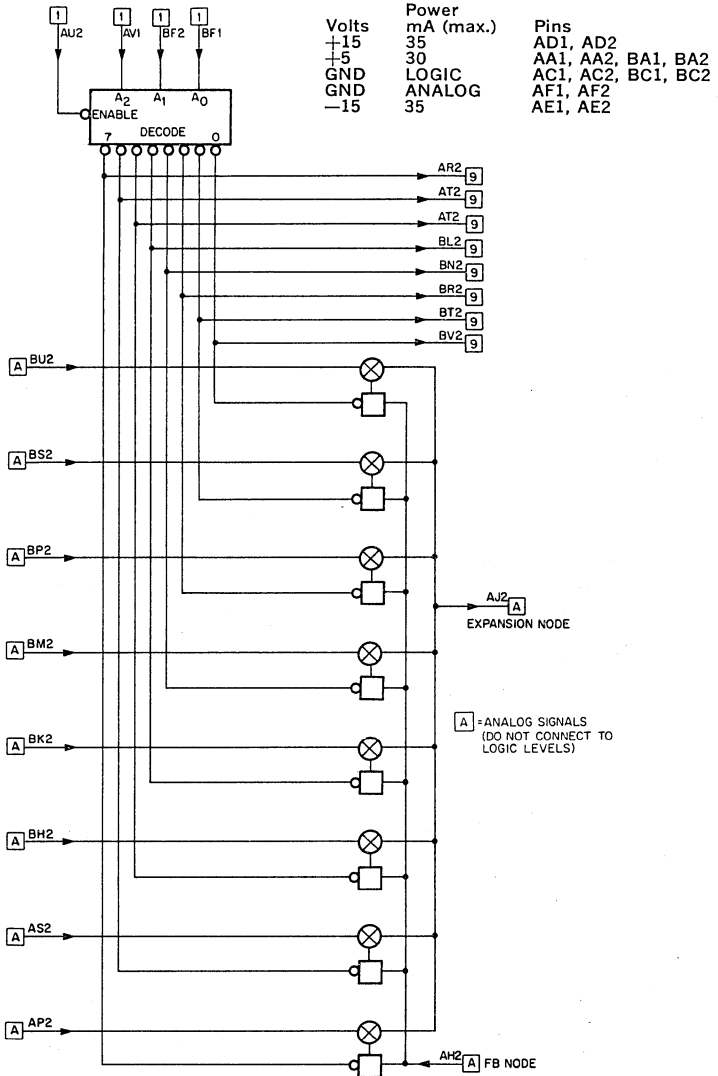 Power
Volts mA (max.) Pins
+15 35 AD1, AD2
+5 30 AA1, AA2, BA1, BA2
GND LOGIC AC1, AC2, BC1, BC2
GND ANALOG AF1, AF2
−15 35 AE1, AE2
1 1 1 1
AU2 AV1 BF2 BF1
A2 A1 A0
ENABLE
DECODE
7 0
AR2 9
AT2 9
AT2 9
BL2 9
BN2 9
BR2 9
BT2 9
BV2 9
A BU2
A BS2
A BP2
AJ2 A
EXPANSION NODE
A BM2
A =ANALOG SIGNALS
(DO NOT CONNECT TO
LOGIC LEVELS)
A BK2
A BH2
A AS2
A AP2
AH2 A FB NODE